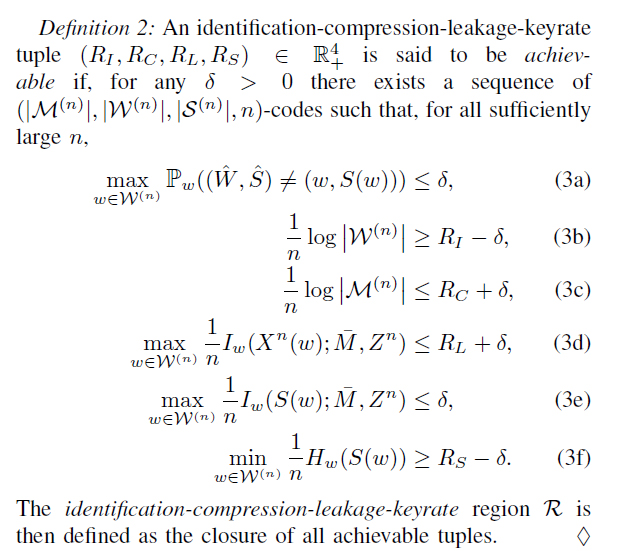 Definition 2: An identification-compression-leakage-keyrate
tuple (R_I, R_C, R_L, R_S) ∈ ℝ₊⁴ is said to be achiev-
able if, for any δ > 0 there exists a sequence of
(|ℳ^{(n)}|, |𝒲^{(n)}|, |𝒮^{(n)}|, n)-codes such that, for all sufficiently
large n,
max_{w∈𝒲^{(n)}} ℙ_w((Ŵ, Ŝ) ≠ (w, S(w))) ≤ δ, (3a)
1/n log |𝒲^{(n)}| ≥ R_I − δ, (3b)
1/n log |ℳ^{(n)}| ≤ R_C + δ, (3c)
max_{w∈𝒲^{(n)}} 1/n I_w(X^n(w); M̄, Z^n) ≤ R_L + δ, (3d)
max_{w∈𝒲^{(n)}} 1/n I_w(S(w); M̄, Z^n) ≤ δ, (3e)
min_{w∈𝒲^{(n)}} 1/n H_w(S(w)) ≥ R_S − δ. (3f)
The identification-compression-leakage-keyrate region ℛ is
then defined as the closure of all achievable tuples. ◊